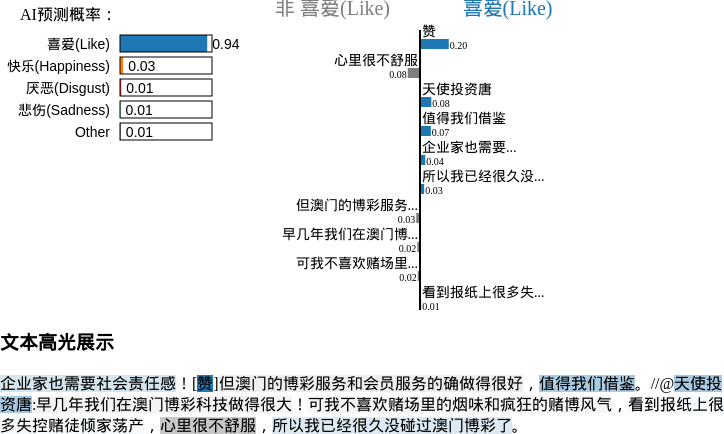 AI预测概率：
喜爱(Like) 0.94
快乐(Happiness) 0.03
厌恶(Disgust) 0.01
悲伤(Sadness) 0.01
Other 0.01
非 喜爱(Like) 喜爱(Like)
赞
0.20
心里很不舒服
0.08
天使投资唐
0.08
值得我们借鉴
0.07
企业家也需要...
0.04
所以我已经很久没...
0.03
但澳门的博彩服务...
0.03
早几年我们在澳门博...
0.02
可我不喜欢赌场里...
0.02
看到报纸上很多失...
0.01
文本高光展示
企业家也需要社会责任感！[赞]但澳门的博彩服务和会员服务的确做得很好，值得我们借鉴。//@天使投
资唐:早几年我们在澳门博彩科技做得很大！可我不喜欢赌场里的烟味和疯狂的赌博风气，看到报纸上很
多失控赌徒倾家荡产，心里很不舒服，所以我已经很久没碰过澳门博彩了。